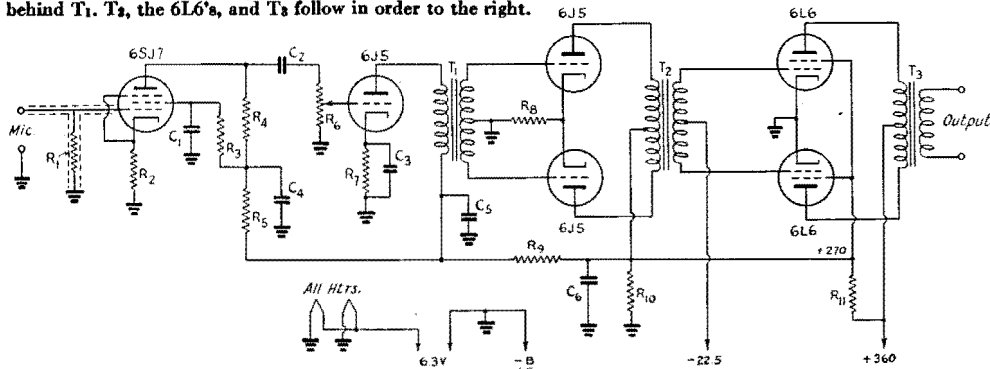 behind T₁. T₂, the 6L6's, and T₃ follow in order to the right.
6SJ7
C₂
6J5
T₁
6J5
T₂
6L6
T₃
Mic
R₁
R₂
C₁
R₃
R₄
R₆
R₇
C₃
R₈
Output
C₄
R₅
C₅
6J5
6L6
R₉
+270
C₆
R₁₀
R₁₁
All HLTS.
6.3V
-B
-22.5
+360